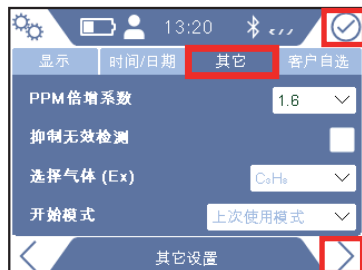 13:20
显示 时间/日期 其它 客户自选
PPM倍增系数 1.6
抑制无效检测
选择气体 (Ex) C₃H₈
开始模式 上次使用模式
其它设置